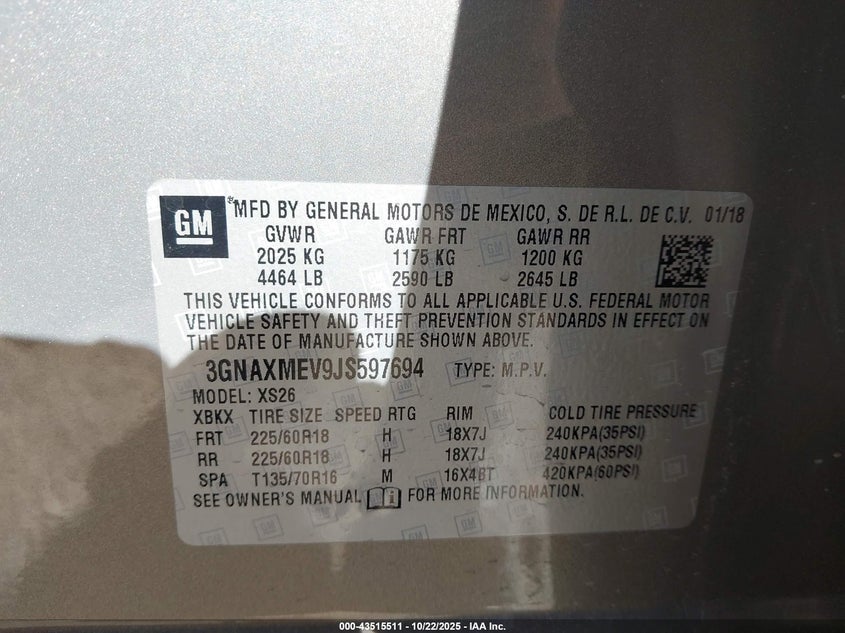 GM
MFD BY GENERAL MOTORS DE MEXICO, S. DE R.L. DE C.V. 01/18
GVWR GAWR FRT GAWR RR
2025 KG 1175 KG 1200 KG
4464 LB 2590 LB 2645 LB
THIS VEHICLE CONFORMS TO ALL APPLICABLE U.S. FEDERAL MOTOR
VEHICLE SAFETY AND THEFT PREVENTION STANDARDS IN EFFECT ON
THE DATE OF MANUFACTURE SHOWN ABOVE.
3GNAXMEV9JS597694 TYPE: M.P.V.
MODEL: XS26
XBKX TIRE SIZE SPEED RTG RIM COLD TIRE PRESSURE
FRT 225/60R18 H 18X7J 240KPA(35PSI)
RR 225/60R18 H 18X7J 240KPA(35PSI)
SPA T135/70R16 M 16X4BT 420KPA(60PSI)
SEE OWNER'S MANUAL FOR MORE INFORMATION.
000-43515511 - 10/22/2025 - IAA Inc.